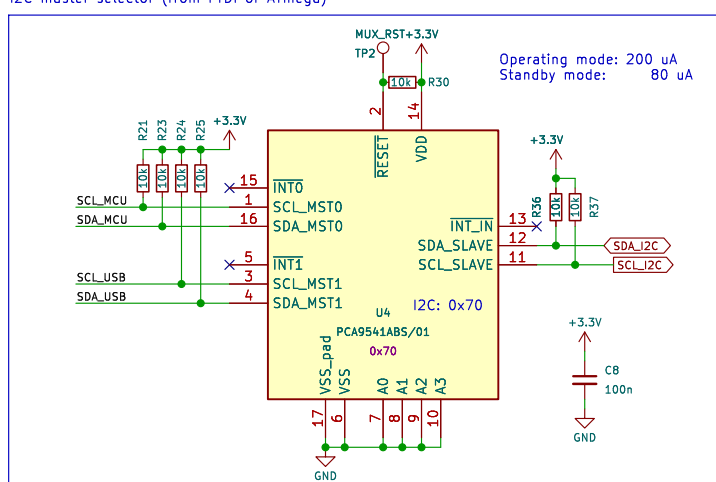 MUX_RST
+3.3V
TP2
10k
R30
Operating mode: 200 uA
Standby mode: 80 uA
2
14
RESET
VDD
R21
R23
R24
R25
+3.3V
10k
10k
10k
10k
SCL_MCU
SDA_MCU
15
1
16
INT0
SCL_MST0
SDA_MST0
SCL_USB
SDA_USB
5
3
4
INT1
SCL_MST1
SDA_MST1
+3.3V
R36
10k
10k
R37
INT_IN
SDA_SLAVE
SCL_SLAVE
13
12
11
SDA_I2C
SCL_I2C
U4
I2C: 0x70
PCA9541ABS/01
0x70
VSS_pad
VSS
A0
A1
A2
A3
17
6
7
8
9
10
GND
+3.3V
C8
100n
GND